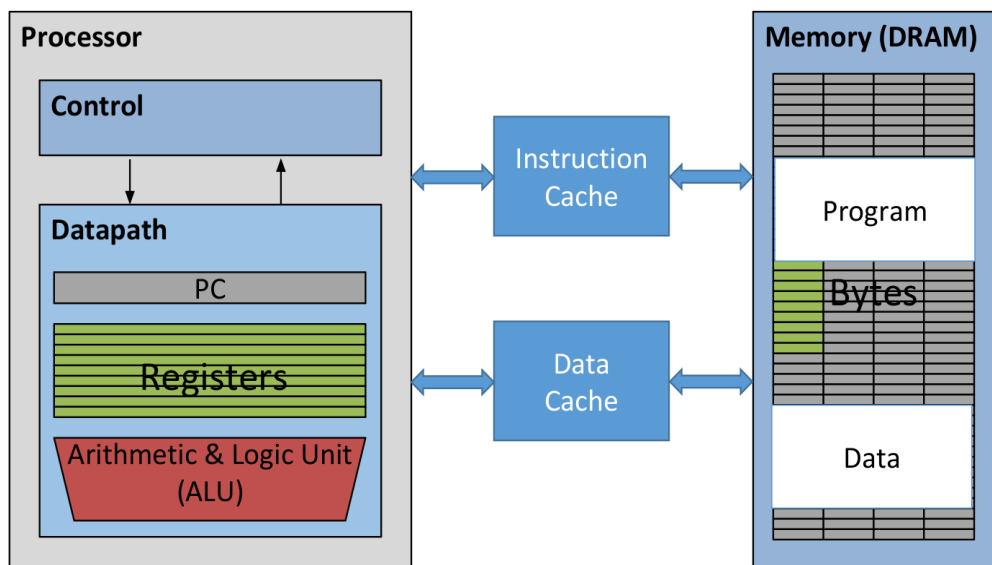 Processor
Control
Datapath
PC
Registers
Arithmetic & Logic Unit
(ALU)
Instruction
Cache
Data
Cache
Memory (DRAM)
Program
Bytes
Data